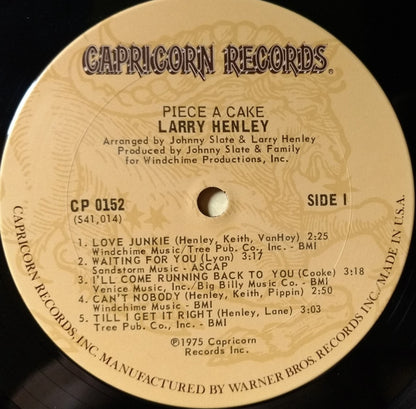 CAPRICORN RECORDS®
PIECE A CAKE
LARRY HENLEY
Arranged by Johnny Slate & Larry Henley
Produced by Johnny Slate & Family
for Windchime Productions, Inc.
CP 0152
(S41,014)
SIDE I
1. LOVE JUNKIE (Henley, Keith, VanHoy) 2:25
Windchime Music/Tree Pub. Co., Inc. - BMI
2. WAITING FOR YOU (Lyon) 3:17
Sandstorm Music - ASCAP
3. I'LL COME RUNNING BACK TO YOU (Cooke) 3:18
Venice Music, Inc/Big Billy Music Co. - BMI
4. CAN'T NOBODY (Henley, Keith, Pippin) 2:50
Windchime Music - BMI
5. TILL I GET IT RIGHT (Henley, Lane) 3:03
Tree Pub. Co., Inc. - BMI
℗1975 Capricorn
Records Inc.
CAPRICORN RECORDS, INC. MANUFACTURED BY WARNER BROS. RECORDS INC. MADE IN U.S.A.